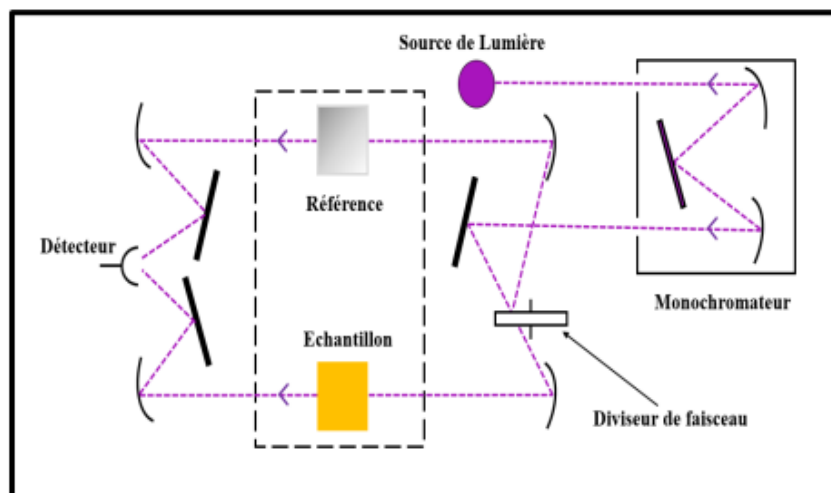 Source de Lumière
Référence
Détecteur
Monochromateur
Echantillon
Diviseur de faisceau